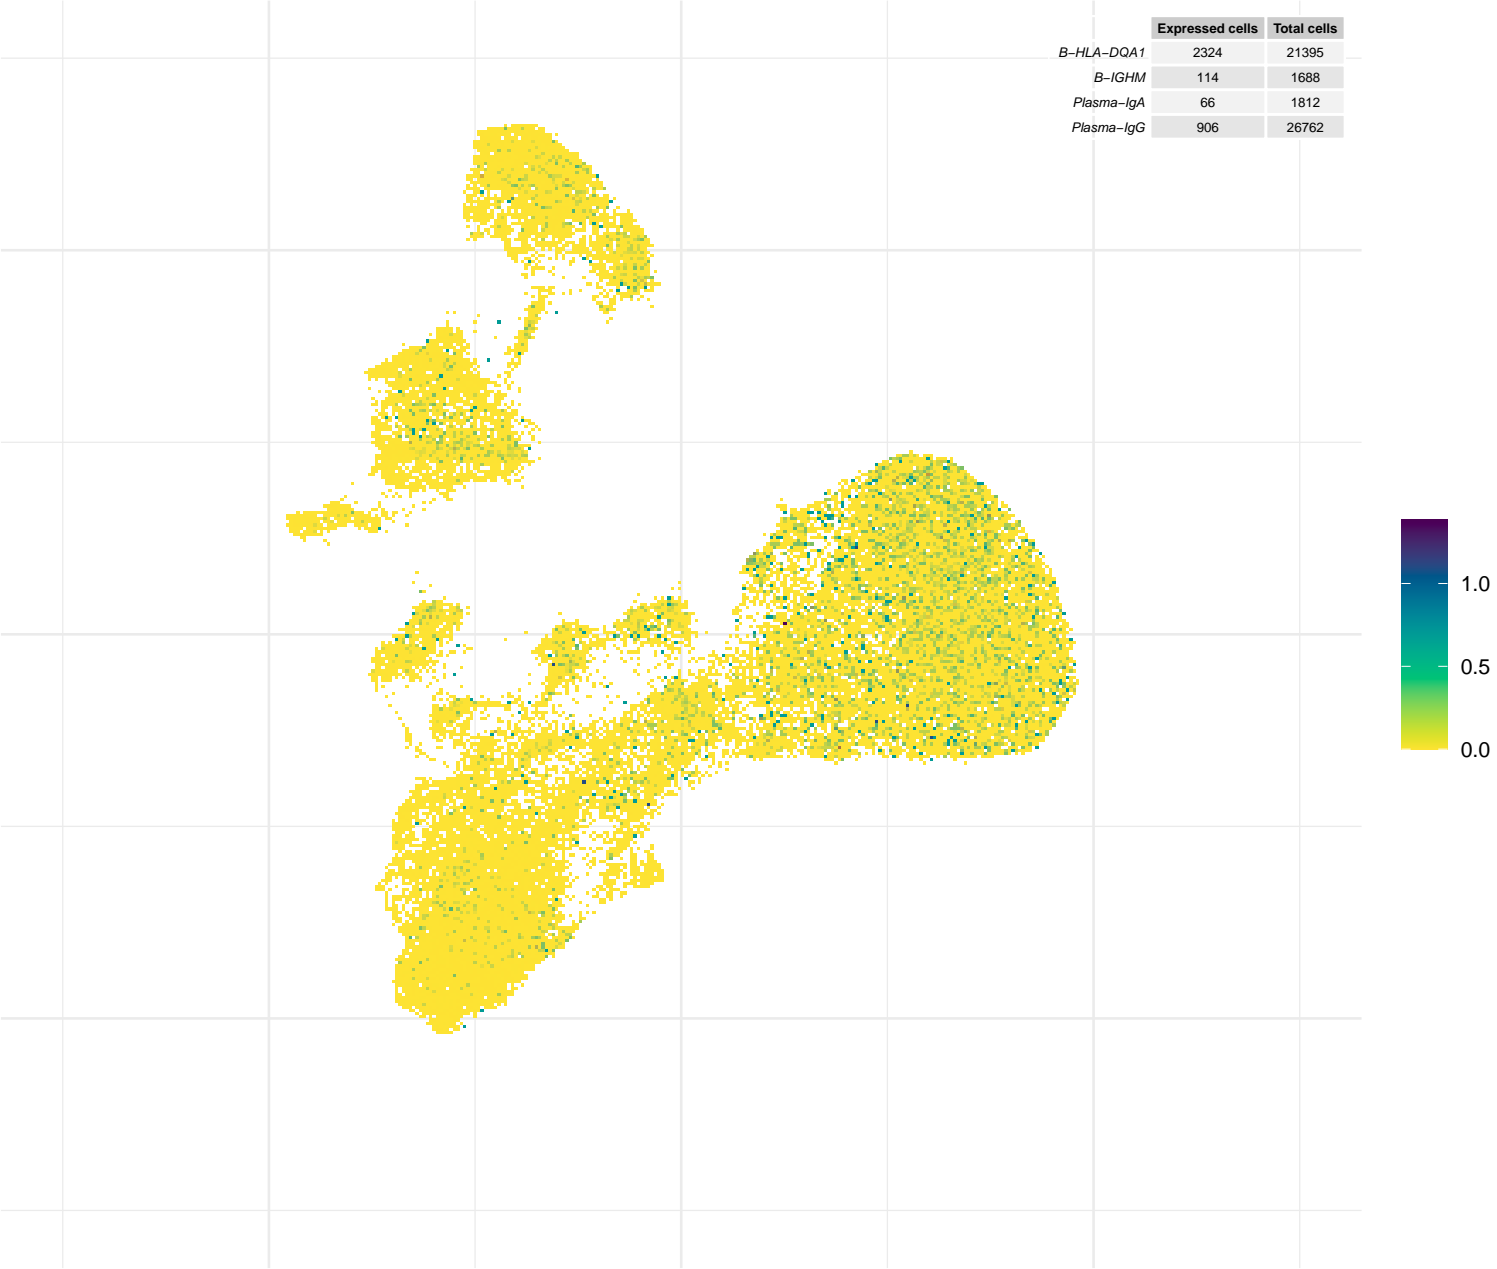 Expressed cells Total cells
B−HLA−DQA1 2324 21395
B−IGHM 114 1688
Plasma−IgA 66 1812
Plasma−IgG 906 26762
1.0
0.5
0.0